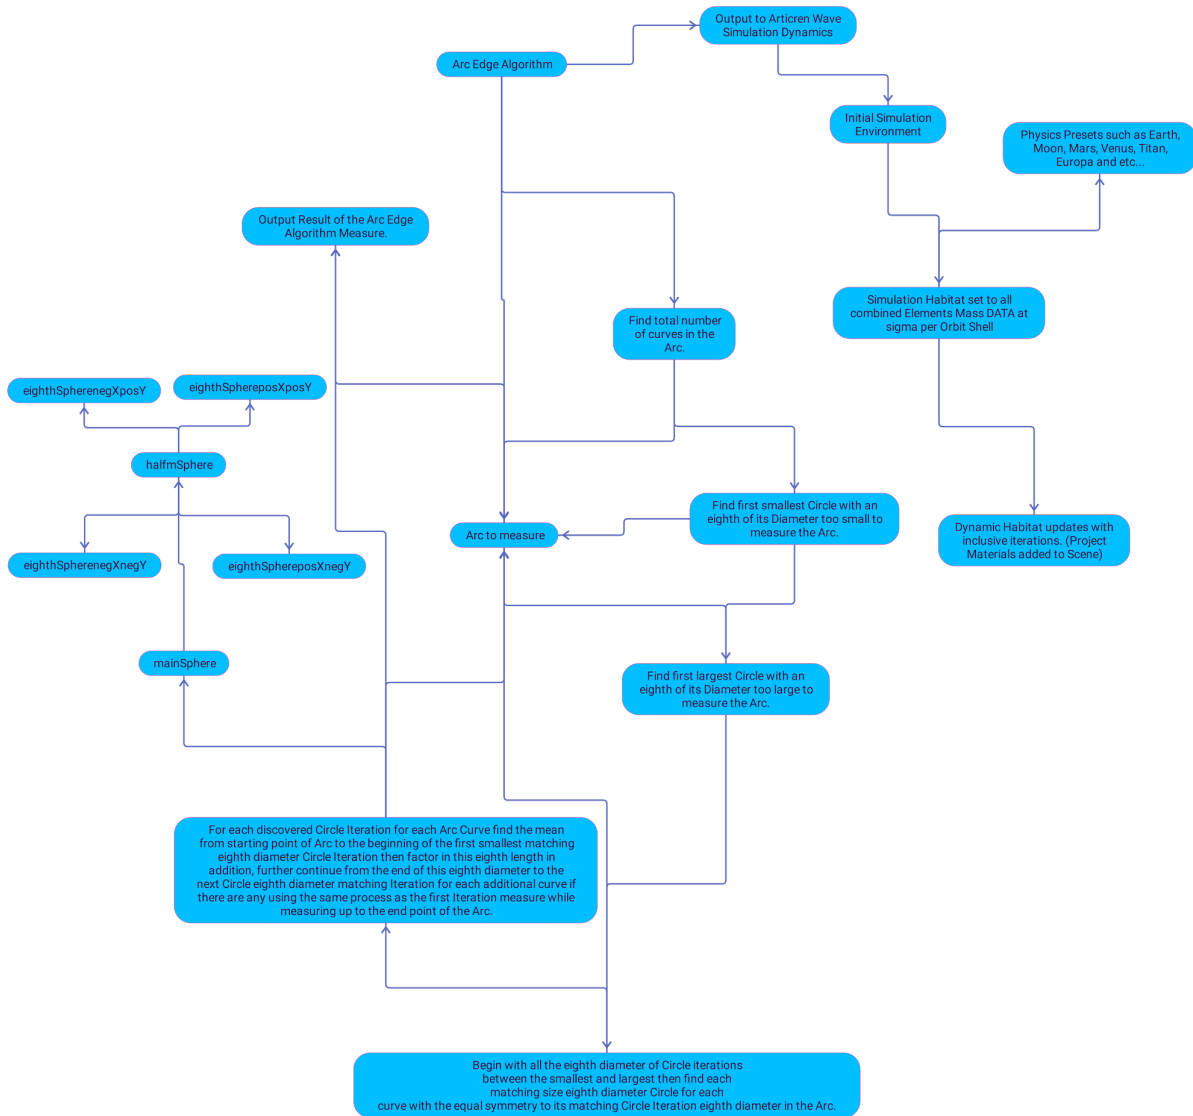 Output to Articren Wave
Simulation Dynamics
Arc Edge Algorithm
Initial Simulation
Environment
Physics Presets such as Earth,
Moon, Mars, Venus, Titan,
Europa and etc...
Output Result of the Arc Edge
Algorithm Measure.
Simulation Habitat set to all
combined Elements Mass DATA at
sigma per Orbit Shell
Find total number
of curves in the
Arc.
eighthSpherenegXposY
eighthSphereposXposY
halfmSphere
Find first smallest Circle with an
eighth of its Diameter too small to
measure the Arc.
Arc to measure
Dynamic Habitat updates with
inclusive iterations. (Project
Materials added to Scene)
eighthSpherenegXnegY
eighthSphereposXnegY
mainSphere
Find first largest Circle with an
eighth of its Diameter too large to
measure the Arc.
For each discovered Circle Iteration for each Arc Curve find the mean
from starting point of Arc to the beginning of the first smallest matching
eighth diameter Circle Iteration then factor in this eighth length in
addition, further continue from the end of this eighth diameter to the
next Circle eighth diameter matching Iteration for each additional curve if
there are any using the same process as the first Iteration measure while
measuring up to the end point of the Arc.
Begin with all the eighth diameter of Circle iterations
between the smallest and largest then find each
matching size eighth diameter Circle for each
curve with the equal symmetry to its matching Circle Iteration eighth diameter in the Arc.